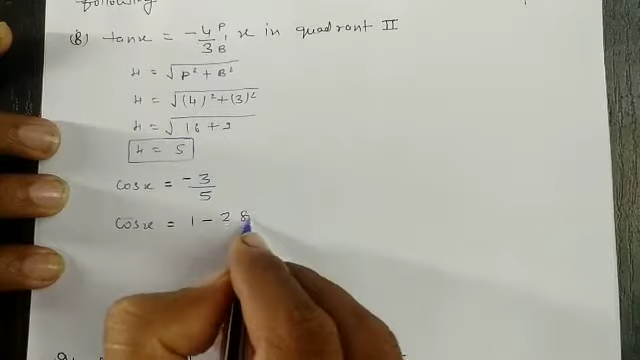 following
(8) tanx = -4/3 P/B, x in quadrant II
H = √P² + B²
H = √(4)² + (3)²
H = √16 + 9
H = 5
Cosx = -3/5
Cosx = 1 - 2 S